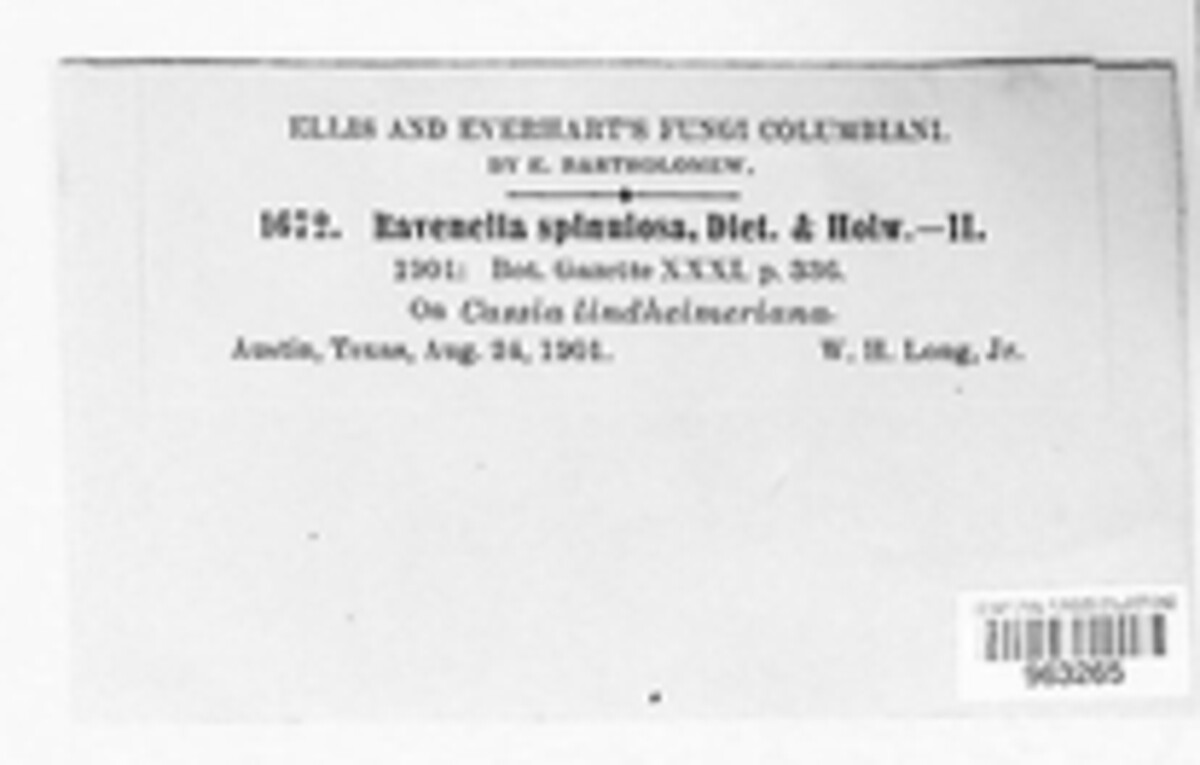 ELLIS AND EVERHART'S FUNGI COLUMBIANI.
BY E. BARTHOLOMEW.
1672. Ravenelia spinulosa, Diet. & Holw.—II.
1901: Bot. Gazette XXXI. p. 336.
On Cassia lindheimeriana.
Austin, Texas, Aug. 24, 1901. W. H. Long, Jr.
963265